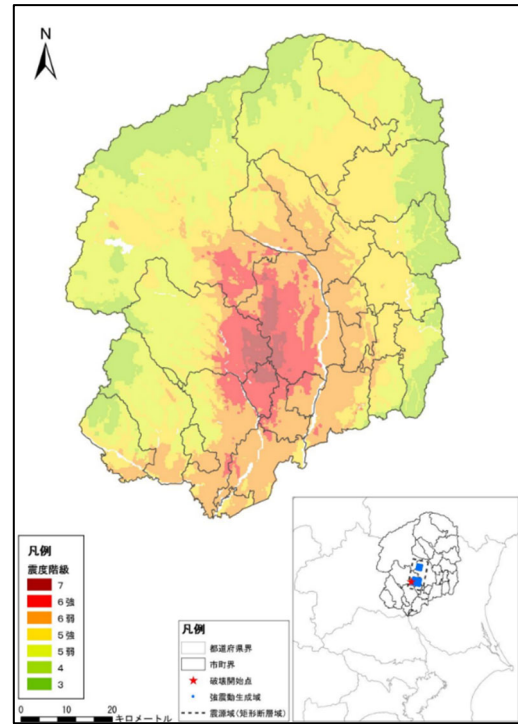 N
凡例
震度階級
7
6強
6弱
5強
5弱
4
3
0 5 10 20
キロメートル
凡例
都道府県界
市町界
破壊開始点
強震動生成域
震源域(矩形断層域)